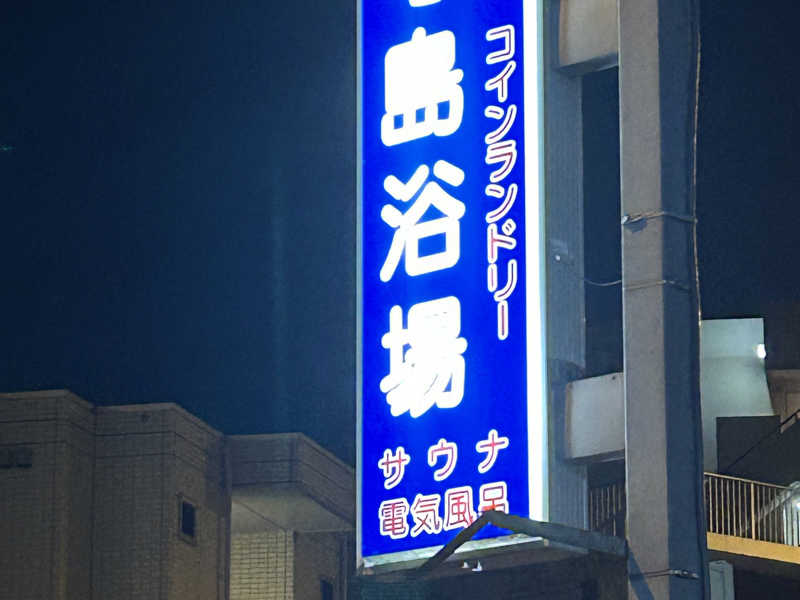 コインランドリー
島浴場
サウナ
電気風呂